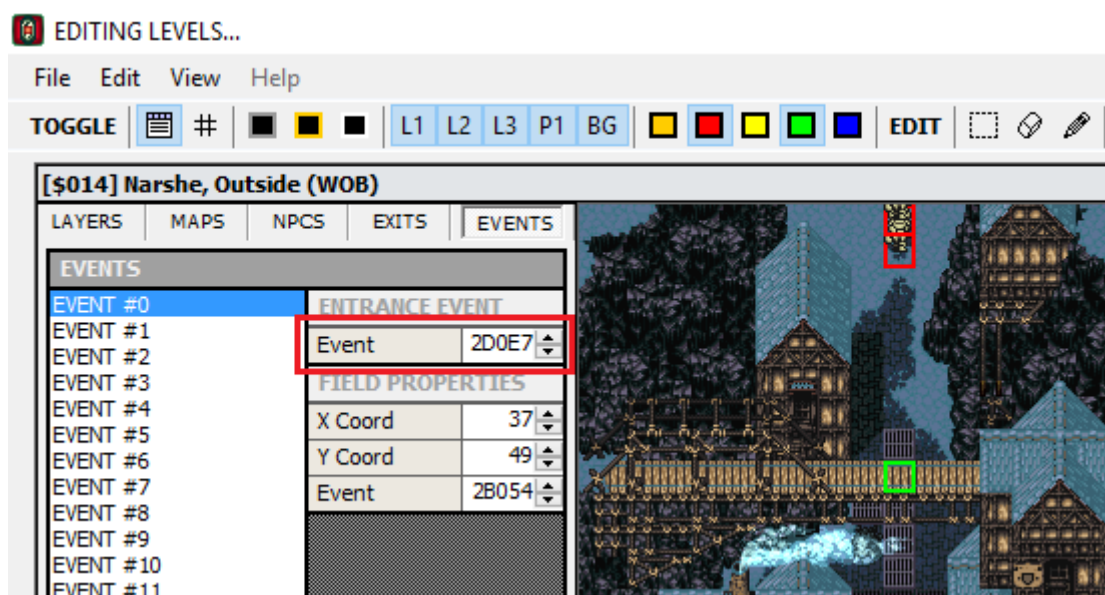 EDITING LEVELS...
File Edit View Help
TOGGLE L1 L2 L3 P1 BG EDIT
[$014] Narshe, Outside (WOB)
LAYERS MAPS NPCS EXITS EVENTS
EVENTS
EVENT #0 ENTRANCE EVENT
EVENT #1 Event 2D0E7
EVENT #2
EVENT #3 FIELD PROPERTIES
EVENT #4 X Coord 37
EVENT #5
EVENT #6 Y Coord 49
EVENT #7 Event 2B054
EVENT #8
EVENT #9
EVENT #10
EVENT #11